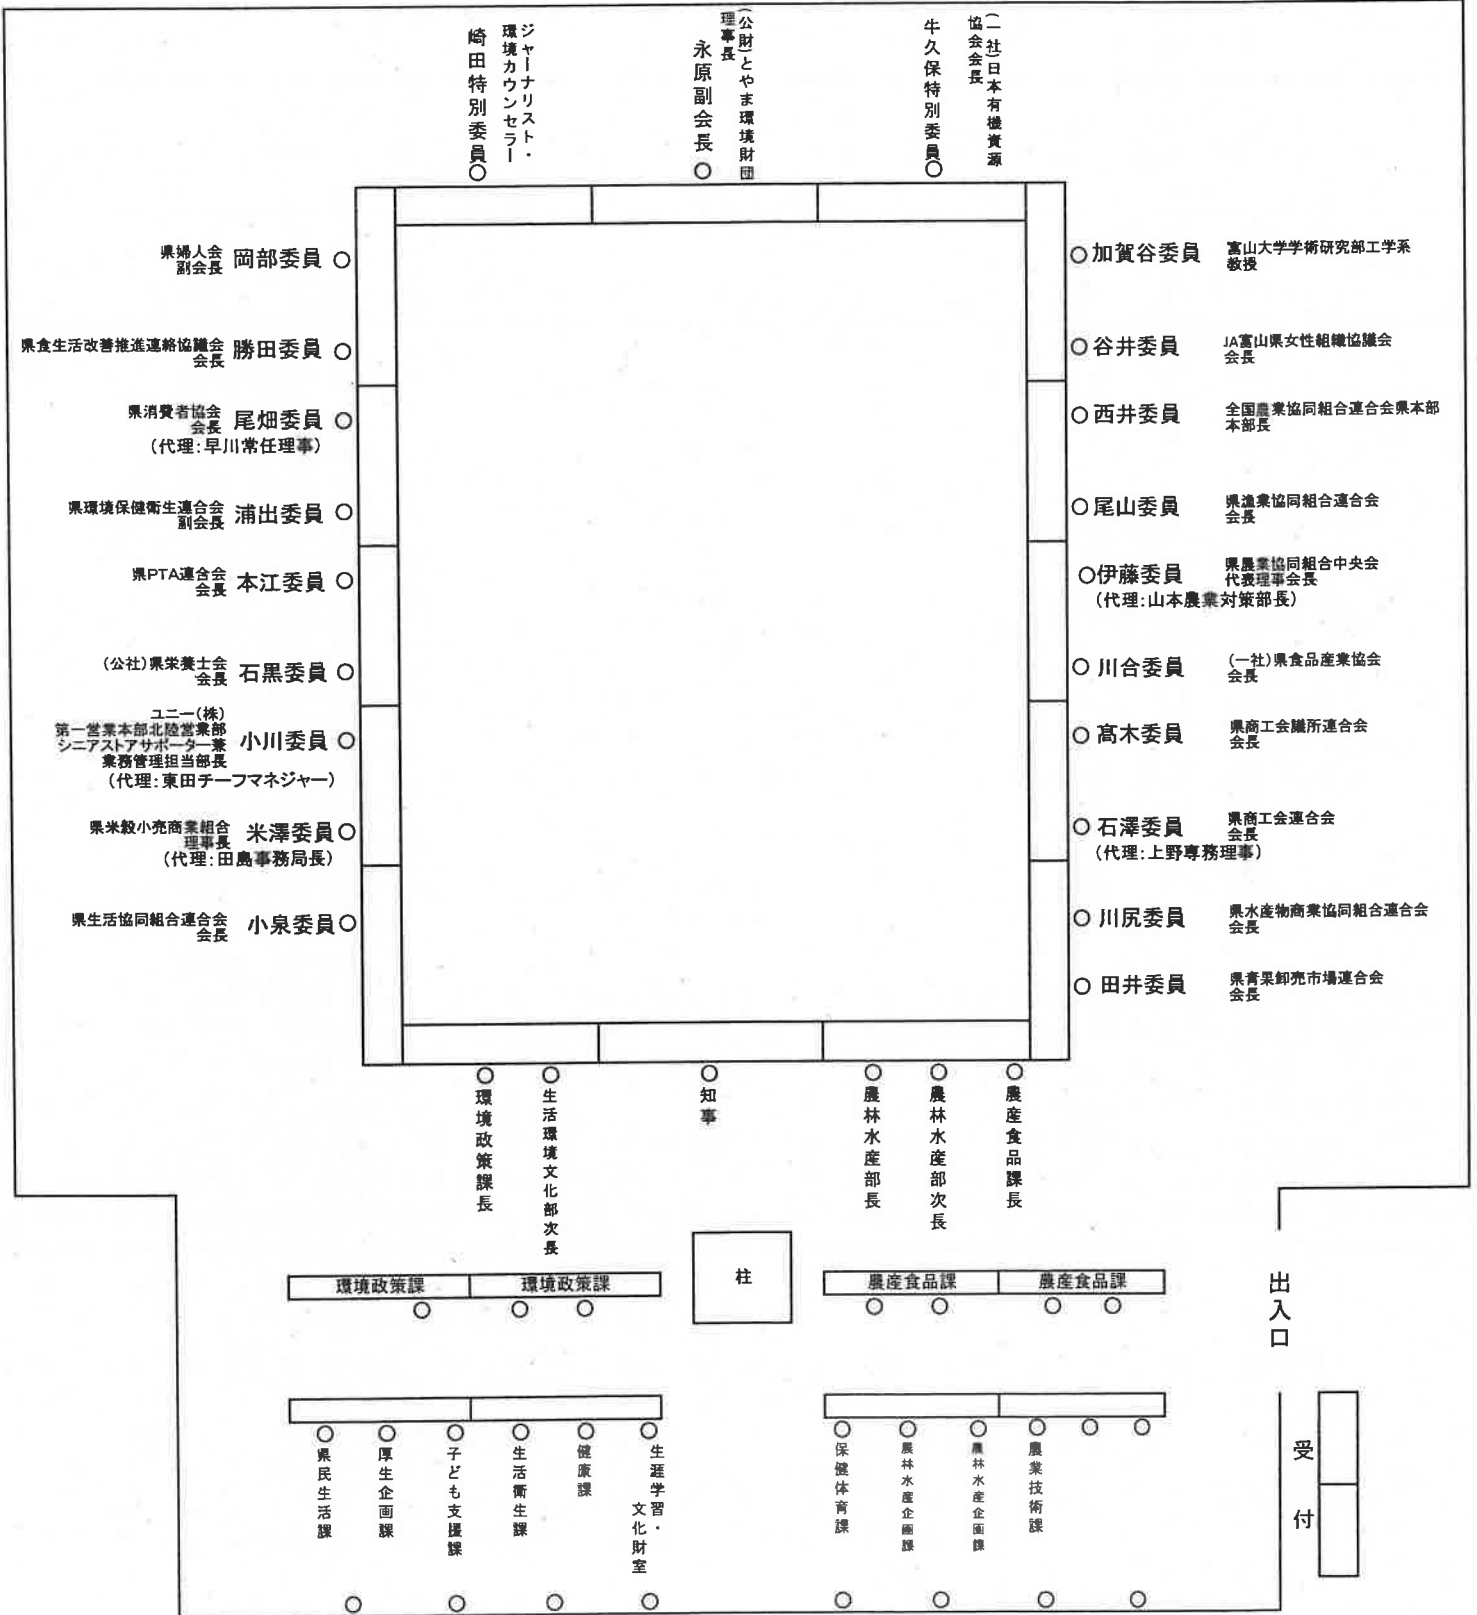 崎田特別委員
ジャーナリスト・
環境カウンセラー
永原副会長
(公財)とやま環境財団
理事長
牛久保特別委員
(一社)日本有機資源
協会会長
県婦人会
副会長
岡部委員
県食生活改善推進連絡協議会
会長
勝田委員
県消費者協会
会長
尾畑委員
(代理:早川常任理事)
県環境保健衛生連合会
副会長
浦出委員
県PTA連合会
会長
本江委員
(公社)県栄養士会
会長
石黒委員
ユニー(株)
第一営業本部北陸営業部
シニアストアサポーター兼
業務管理担当部長
小川委員
(代理:東田チーフマネジャー)
県米穀小売商業組合
理事長
米澤委員
(代理:田島事務局長)
県生活協同組合連合会
会長
小泉委員
加賀谷委員
富山大学学術研究部工学系
教授
谷井委員
JA富山県女性組織協議会
会長
西井委員
全国農業協同組合連合会県本部
本部長
尾山委員
県漁業協同組合連合会
会長
伊藤委員
県農業協同組合中央会
代表理事会長
(代理:山本農業対策部長)
川合委員
(一社)県食品産業協会
会長
髙木委員
県商工会議所連合会
会長
石澤委員
県商工会連合会
会長
(代理:上野専務理事)
川尻委員
県水産物商業協同組合連合会
会長
田井委員
県青果卸売市場連合会
会長
環境政策課長
生活環境文化部次長
知事
農林水産部長
農林水産部次長
農産食品課長
環境政策課
環境政策課
柱
農産食品課
農産食品課
出入口
県民生活課
厚生企画課
子ども支援課
生活衛生課
健康課
生涯学習・
文化財室
保健体育課
農林水産企画課
農林水産企画課
農業技術課
受付